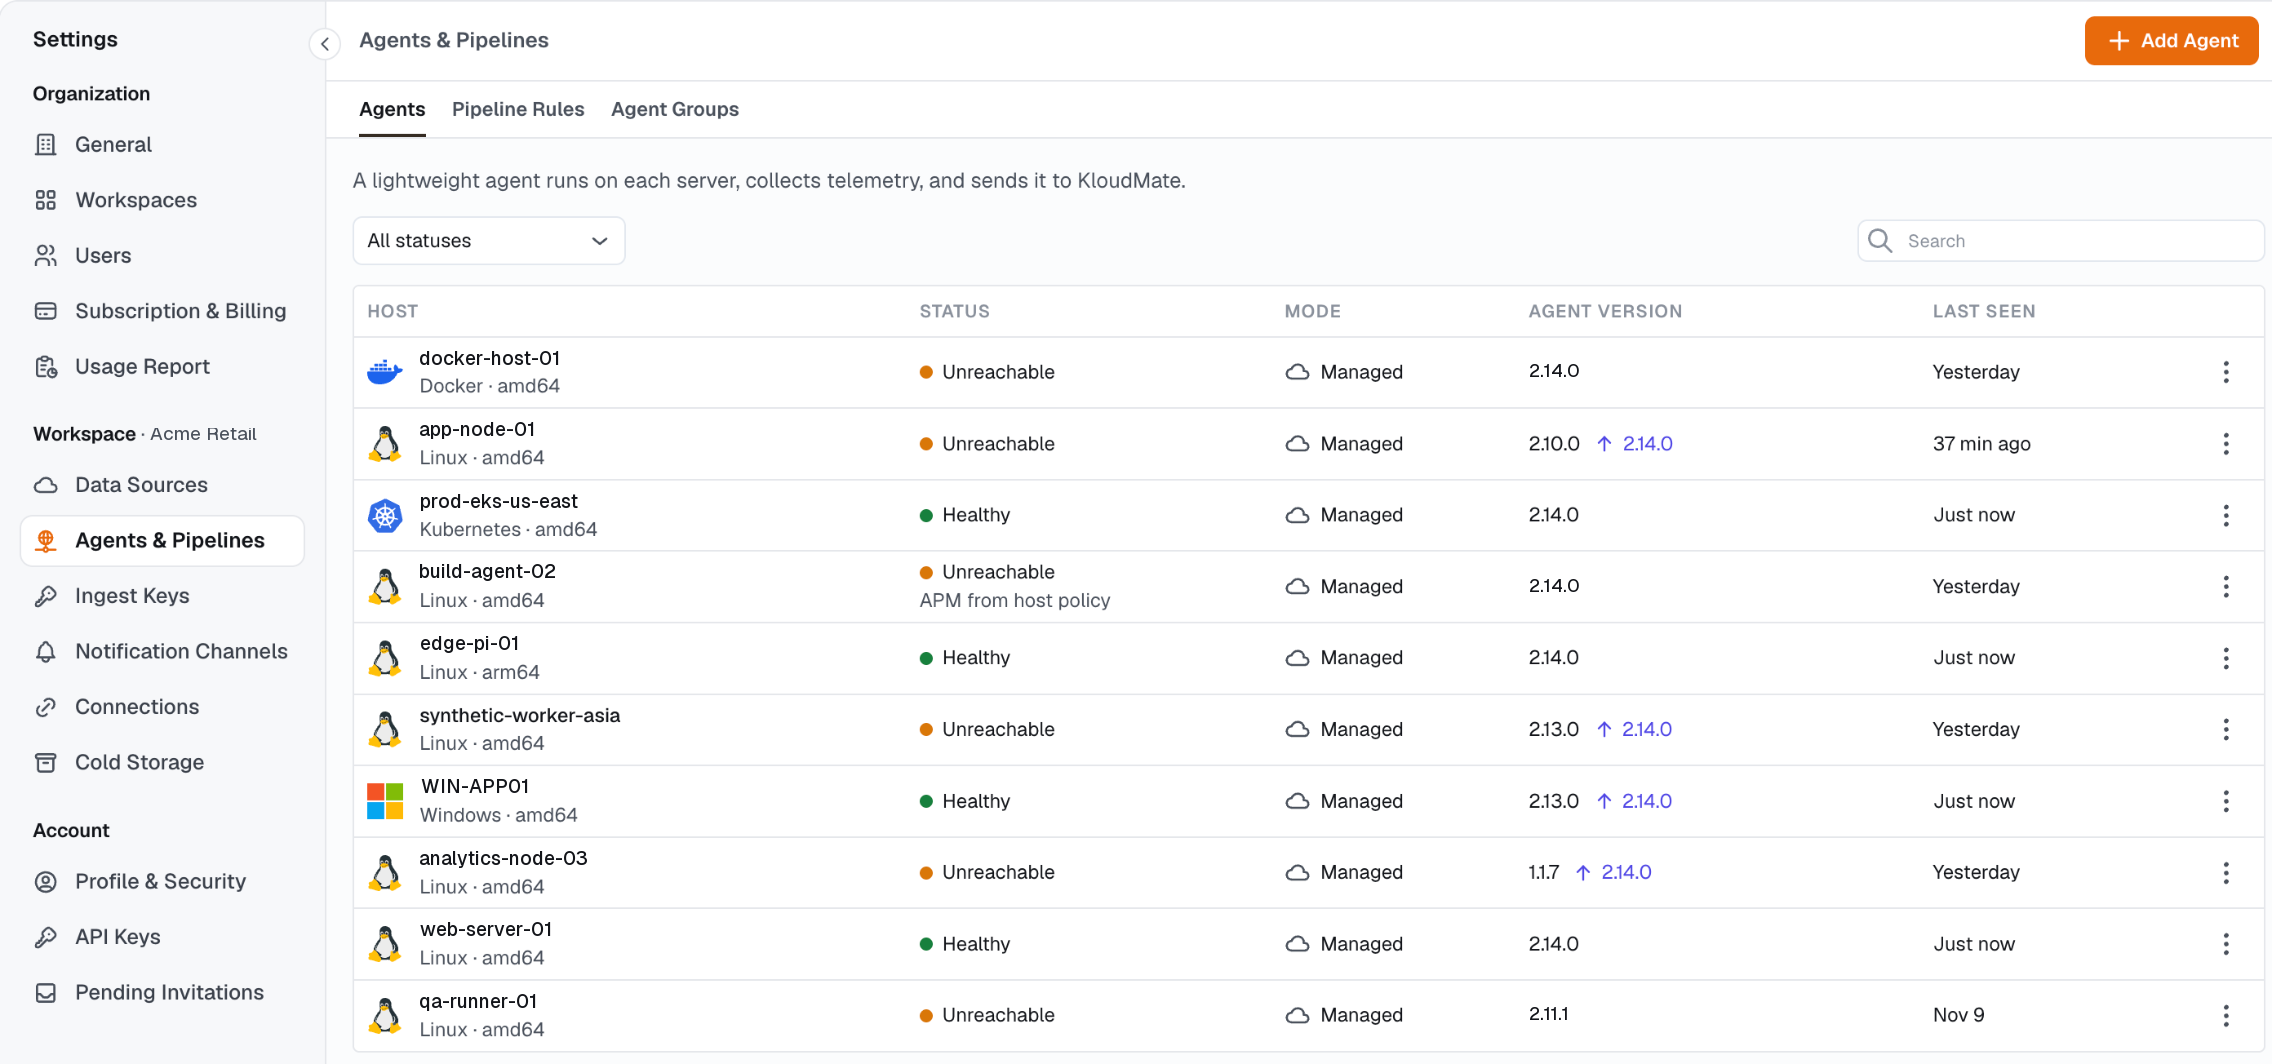 Settings
Organization
General
Workspaces
Users
Subscription & Billing
Usage Report
Workspace · Acme Retail
Data Sources
Agents & Pipelines
Ingest Keys
Notification Channels
Connections
Cold Storage
Account
Profile & Security
API Keys
Pending Invitations
Agents & Pipelines
Add Agent
Agents Pipeline Rules Agent Groups
A lightweight agent runs on each server, collects telemetry, and sends it to KloudMate.
All statuses
Search
HOST STATUS MODE AGENT VERSION LAST SEEN
docker-host-01
Docker · amd64
Unreachable Managed 2.14.0 Yesterday
app-node-01
Linux · amd64
Unreachable Managed 2.10.0 ↑ 2.14.0 37 min ago
prod-eks-us-east
Kubernetes · amd64
Healthy Managed 2.14.0 Just now
build-agent-02
Linux · amd64
Unreachable
APM from host policy
Managed 2.14.0 Yesterday
edge-pi-01
Linux · arm64
Healthy Managed 2.14.0 Just now
synthetic-worker-asia
Linux · amd64
Unreachable Managed 2.13.0 ↑ 2.14.0 Yesterday
WIN-APP01
Windows · amd64
Healthy Managed 2.13.0 ↑ 2.14.0 Just now
analytics-node-03
Linux · amd64
Unreachable Managed 1.1.7 ↑ 2.14.0 Yesterday
web-server-01
Linux · amd64
Healthy Managed 2.14.0 Just now
qa-runner-01
Linux · amd64
Unreachable Managed 2.11.1 Nov 9